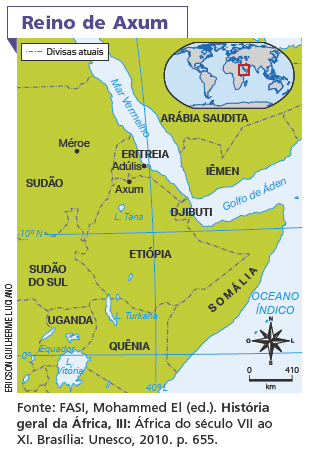 Reino de Axum
Divisas atuais
Mar Vermelho
ARÁBIA SAUDITA
Méroe
ERITREIA
Adúlis
IÊMEN
SUDÃO
Axum
Golfo de Áden
DJIBUTI
L. Tana
10° N
ETIÓPIA
SUDÃO
DO SUL
SOMÁLIA
OCEANO
ÍNDICO
UGANDA
L. Turkana
N
O
L
S
Equador
QUÊNIA
0°
L.
Vitória
40° L
0 410
km
ERICSON GUILHERME LUCIANO
Fonte: FASI, Mohammed El (ed.). História
geral da África, III: África do século VII ao
XI. Brasília: Unesco, 2010. p. 655.